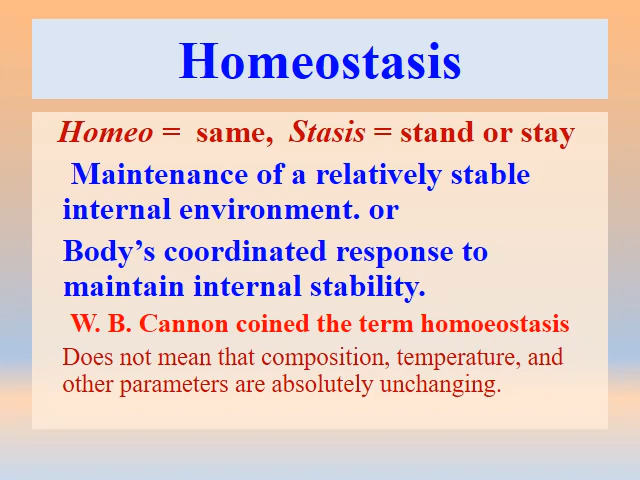 Homeostasis
Homeo = same, Stasis = stand or stay
Maintenance of a relatively stable
internal environment. or
Body's coordinated response to
maintain internal stability.
W. B. Cannon coined the term homoeostasis
Does not mean that composition, temperature, and
other parameters are absolutely unchanging.